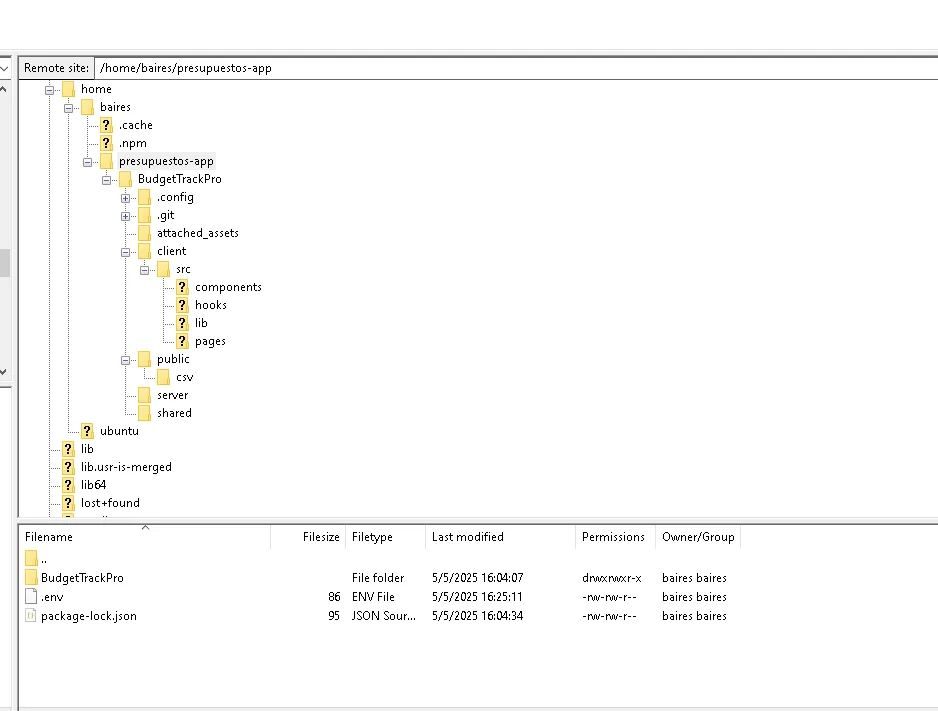 Remote site: /home/baires/presupuestos-app
home
baires
.cache
.npm
presupuestos-app
BudgetTrackPro
.config
.git
attached_assets
client
src
components
hooks
lib
pages
public
csv
server
shared
ubuntu
lib
lib.usr-is-merged
lib64
lost+found
Filename Filesize Filetype Last modified Permissions Owner/Group
..
BudgetTrackPro File folder 5/5/2025 16:04:07 drwxrwxr-x baires baires
.env 86 ENV File 5/5/2025 16:25:11 -rw-rw-r-- baires baires
package-lock.json 95 JSON Sour... 5/5/2025 16:04:34 -rw-rw-r-- baires baires